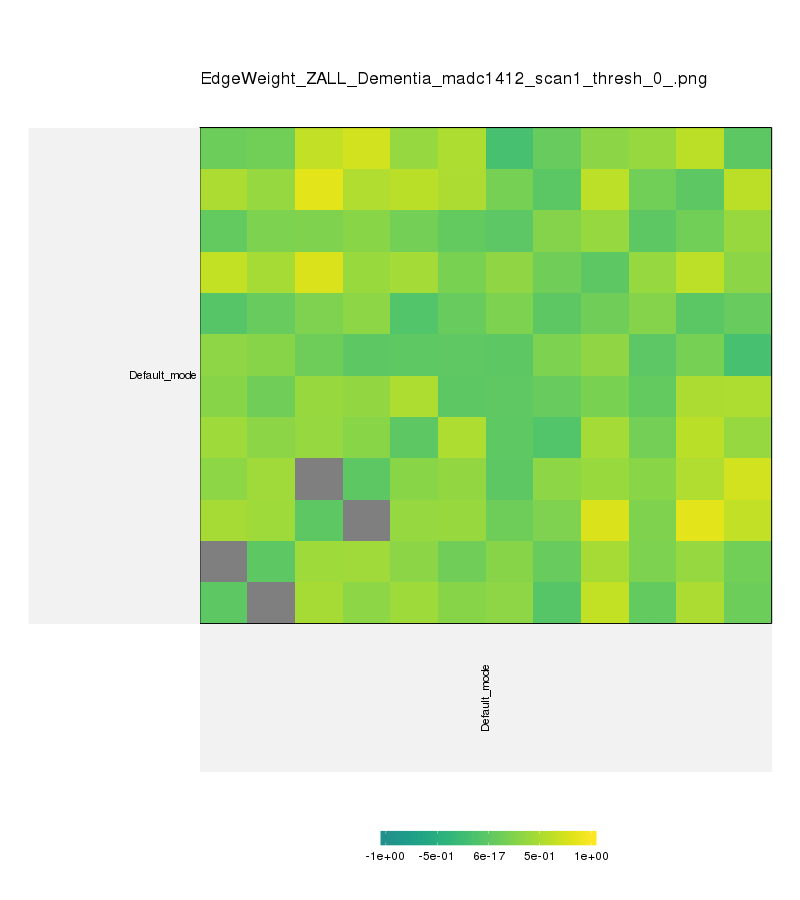 EdgeWeight_ZALL_Dementia_madc1412_scan1_thresh_0_.png
Default_mode
Default_mode
-1e+00 -5e-01 6e-17 5e-01 1e+00